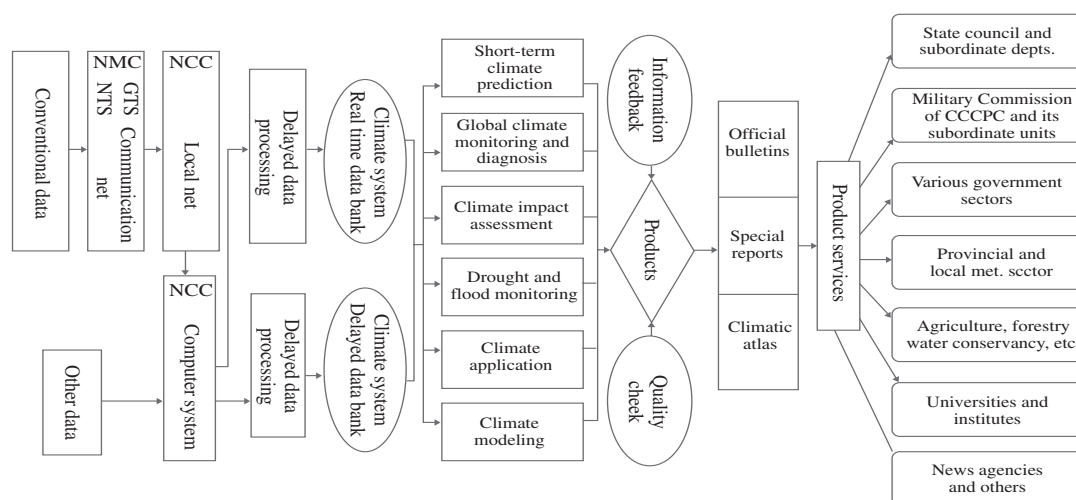 Conventional data
NMC
GTS Communication
NTS net
NCC
Local net
NCC
Computer system
Other data
Delayed data
processing
Delayed data
processing
Climate system
Real time data bank
Climate system
Delayed data bank
Short-term
climate
prediction
Global climate
monitoring and
diagnosis
Climate impact
assessment
Drought and
flood monitoring
Climate
application
Climate
modeling
Information
feedback
Products
Quality
cheek
Official
bulletins
Special
reports
Climatic
atlas
Product services
State council and
subordinate depts.
Military Commission
of CCCPC and its
subordinate units
Various government
sectors
Provincial and
local met. scctor
Agriculture, forestry
water conservancy, etc
Universities and
institutes
News agencies
and others